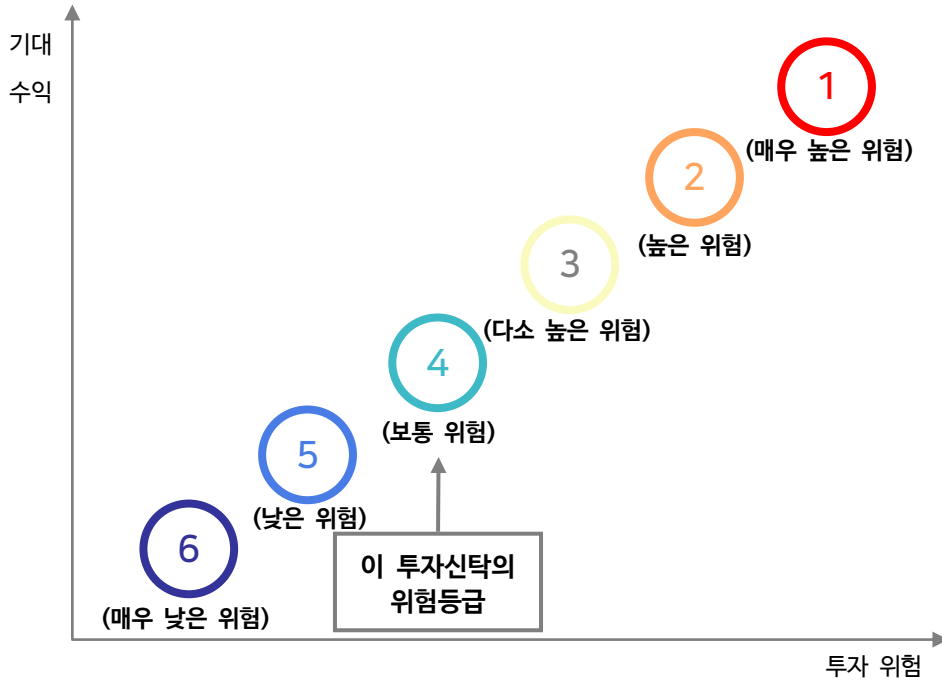 기대
수익
1
(매우 높은 위험)
2
(높은 위험)
3
(다소 높은 위험)
4
(보통 위험)
5
(낮은 위험)
6
(매우 낮은 위험)
이 투자신탁의
위험등급
투자 위험